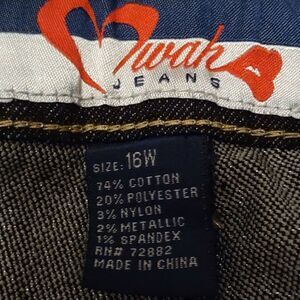 Mwah
JEANS
SIZE: 16W
74% COTTON
20% POLYESTER
3% NYLON
2% METALLIC
1% SPANDEX
RN# 72882
MADE IN CHINA